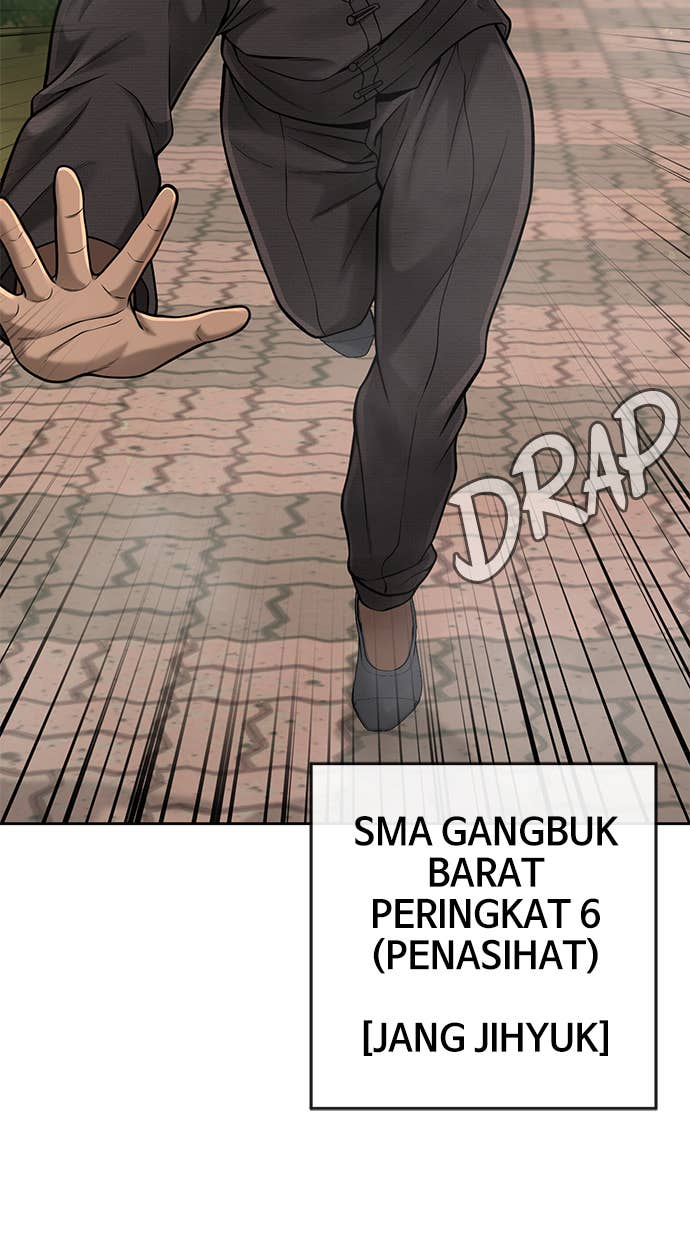 DRAP
SMA GANGBUK
BARAT
PERINGKAT 6
(PENASIHAT)
[JANG JIHYUK]